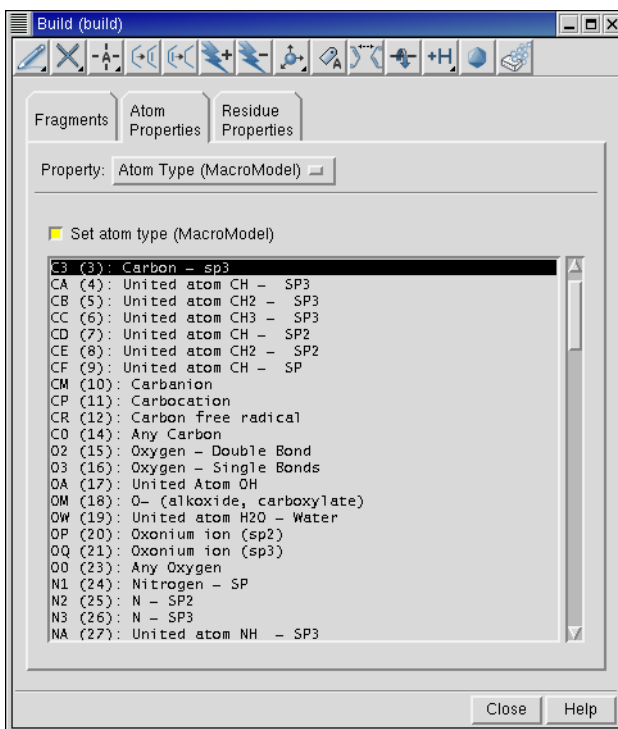 Build (build)
A
A
+H
Fragments
Atom
Properties
Residue
Properties
Property: Atom Type (MacroModel)
Set atom type (MacroModel)
C3 (3): Carbon – sp3
CA (4): United atom CH –  SP3
CB (5): United atom CH2 –  SP3
CC (6): United atom CH3 –  SP3
CD (7): United atom CH –  SP2
CE (8): United atom CH2 –  SP2
CF (9): United atom CH –  SP
CM (10): Carbanion
CP (11): Carbocation
CR (12): Carbon free radical
C0 (14): Any Carbon
O2 (15): Oxygen – Double Bond
O3 (16): Oxygen – Single Bonds
OA (17): United Atom OH
OM (18): O– (alkoxide, carboxylate)
OW (19): United atom H2O – Water
OP (20): Oxonium ion (sp2)
OQ (21): Oxonium ion (sp3)
O0 (23): Any Oxygen
N1 (24): Nitrogen – SP
N2 (25): N – SP2
N3 (26): N – SP3
NA (27): United atom NH  – SP3
Close
Help